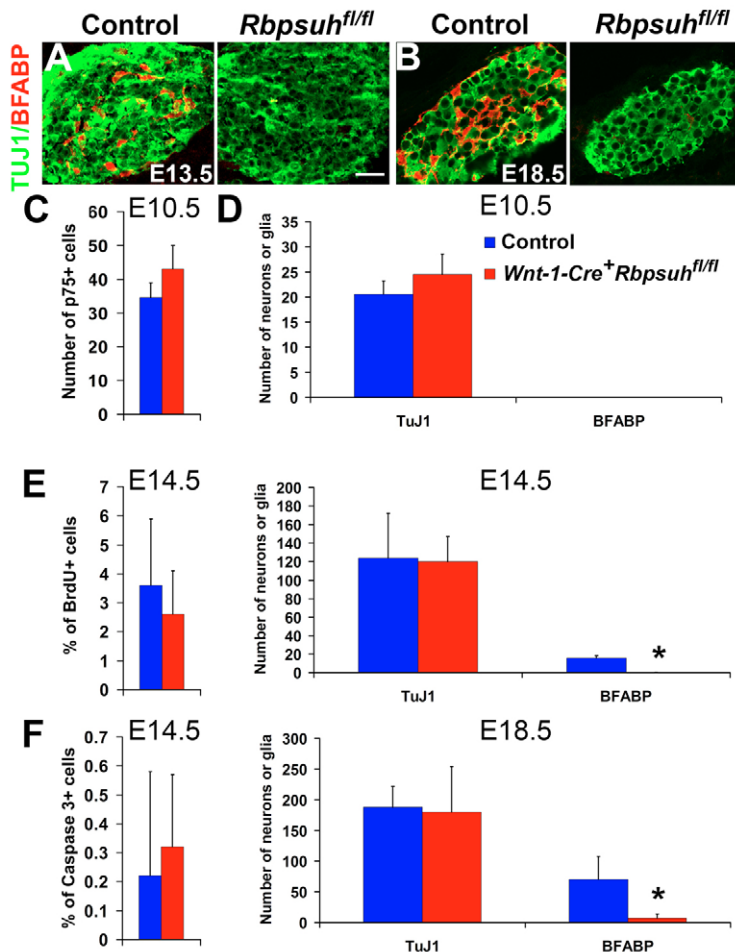 Control
Rbpsuh^fl/fl
Control
Rbpsuh^fl/fl
TUJ1/BFABP
A
E13.5
B
E18.5
C
E10.5
Number of p75+ cells
60
50
40
30
20
10
0
D
E10.5
Number of neurons or glia
35
30
25
20
15
10
5
0
TuJ1
BFABP
Control
Wnt-1-Cre^+Rbpsuh^fl/fl
E
E14.5
% of BrdU+ cells
7
6
5
4
3
2
1
0
E14.5
Number of neurons or glia
200
180
160
140
120
100
80
60
40
20
0
*
TuJ1
BFABP
F
E14.5
% of Caspase 3+ cells
0.7
0.6
0.5
0.4
0.3
0.2
0.1
0
E18.5
Number of neurons or glia
300
250
200
150
100
50
0
*
TuJ1
BFABP